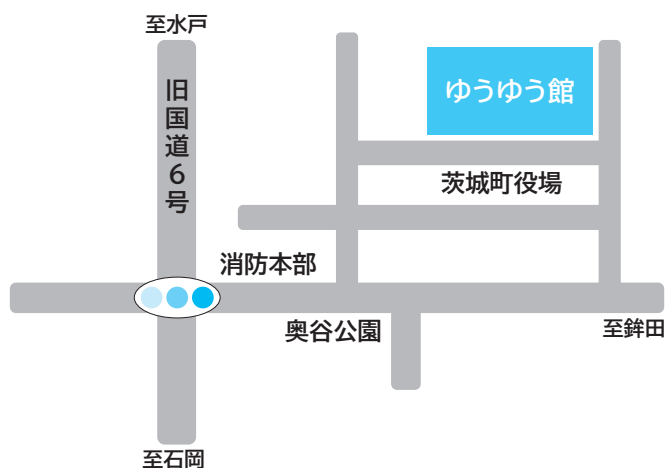 至水戸
旧国道6号
ゆうゆう館
茨城町役場
消防本部
奥谷公園
至鉾田
至石岡